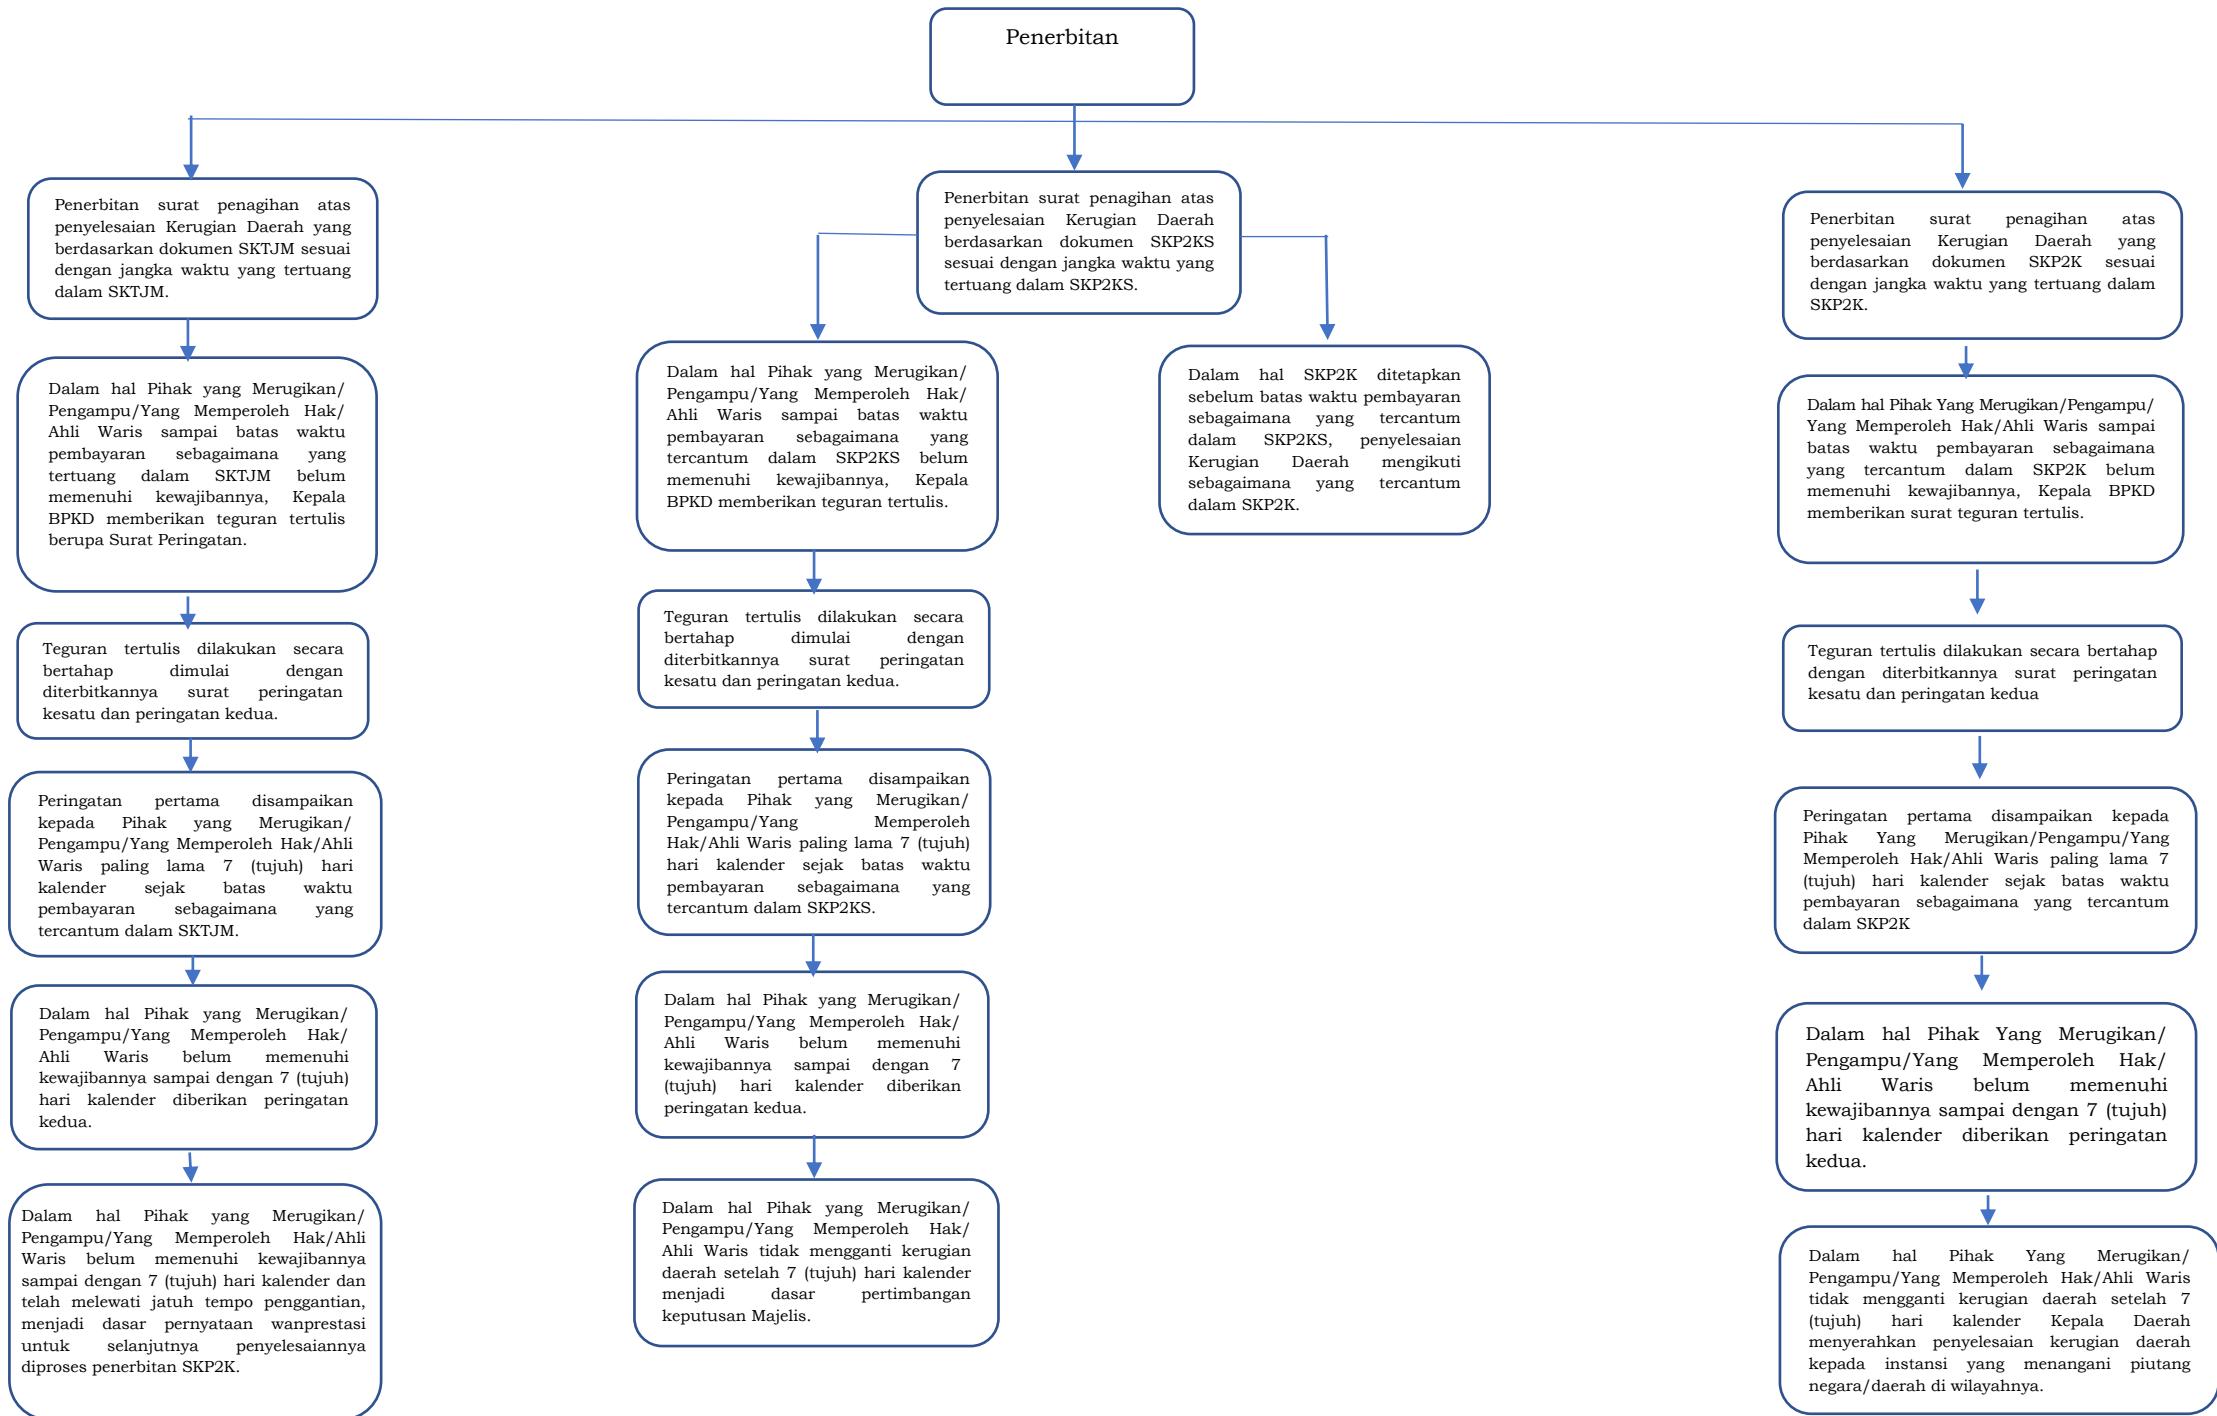 Penerbitan
Penerbitan surat penagihan atas
penyelesaian Kerugian Daerah yang
berdasarkan dokumen SKTJM sesuai
dengan jangka waktu yang tertuang
dalam SKTJM.
Dalam hal Pihak yang Merugikan/
Pengampu/Yang Memperoleh Hak/
Ahli Waris sampai batas waktu
pembayaran sebagaimana yang
tertuang dalam SKTJM belum
memenuhi kewajibannya, Kepala
BPKD memberikan teguran tertulis
berupa Surat Peringatan.
Teguran tertulis dilakukan secara
bertahap dimulai dengan
diterbitkannya surat peringatan
kesatu dan peringatan kedua.
Peringatan pertama disampaikan
kepada Pihak yang Merugikan/
Pengampu/Yang Memperoleh Hak/Ahli
Waris paling lama 7 (tujuh) hari
kalender sejak batas waktu
pembayaran sebagaimana yang
tercantum dalam SKTJM.
Dalam hal Pihak yang Merugikan/
Pengampu/Yang Memperoleh Hak/
Ahli Waris belum memenuhi
kewajibannya sampai dengan 7 (tujuh)
hari kalender diberikan peringatan
kedua.
Dalam hal Pihak yang Merugikan/
Pengampu/Yang Memperoleh Hak/Ahli
Waris belum memenuhi kewajibannya
sampai dengan 7 (tujuh) hari kalender dan
telah melewati jatuh tempo penggantian,
menjadi dasar pernyataan wanprestasi
untuk selanjutnya penyelesaiannya
diproses penerbitan SKP2K.
Penerbitan surat penagihan atas
penyelesaian Kerugian Daerah
berdasarkan dokumen SKP2KS
sesuai dengan jangka waktu yang
tertuang dalam SKP2KS.
Dalam hal Pihak yang Merugikan/
Pengampu/Yang Memperoleh Hak/
Ahli Waris sampai batas waktu
pembayaran sebagaimana yang
tercantum dalam SKP2KS belum
memenuhi kewajibannya, Kepala
BPKD memberikan teguran tertulis.
Teguran tertulis dilakukan secara
bertahap dimulai dengan
diterbitkannya surat peringatan
kesatu dan peringatan kedua.
Peringatan pertama disampaikan
kepada Pihak yang Merugikan/
Pengampu/Yang Memperoleh
Hak/Ahli Waris paling lama 7 (tujuh)
hari kalender sejak batas waktu
pembayaran sebagaimana yang
tercantum dalam SKP2KS.
Dalam hal Pihak yang Merugikan/
Pengampu/Yang Memperoleh Hak/
Ahli Waris belum memenuhi
kewajibannya sampai dengan 7
(tujuh) hari kalender diberikan
peringatan kedua.
Dalam hal Pihak yang Merugikan/
Pengampu/Yang Memperoleh Hak/
Ahli Waris tidak mengganti kerugian
daerah setelah 7 (tujuh) hari kalender
menjadi dasar pertimbangan
keputusan Majelis.
Dalam hal SKP2K ditetapkan
sebelum batas waktu pembayaran
sebagaimana yang tercantum
dalam SKP2KS, penyelesaian
Kerugian Daerah mengikuti
sebagaimana yang tercantum
dalam SKP2K.
Penerbitan surat penagihan atas
penyelesaian Kerugian Daerah yang
berdasarkan dokumen SKP2K sesuai
dengan jangka waktu yang tertuang dalam
SKP2K.
Dalam hal Pihak Yang Merugikan/Pengampu/
Yang Memperoleh Hak/Ahli Waris sampai
batas waktu pembayaran sebagaimana
yang tercantum dalam SKP2K belum
memenuhi kewajibannya, Kepala BPKD
memberikan surat teguran tertulis.
Teguran tertulis dilakukan secara bertahap
dengan diterbitkannya surat peringatan
kesatu dan peringatan kedua
Peringatan pertama disampaikan kepada
Pihak Yang Merugikan/Pengampu/Yang
Memperoleh Hak/Ahli Waris paling lama 7
(tujuh) hari kalender sejak batas waktu
pembayaran sebagaimana yang tercantum
dalam SKP2K
Dalam hal Pihak Yang Merugikan/
Pengampu/Yang Memperoleh Hak/
Ahli Waris belum memenuhi
kewajibannya sampai dengan 7 (tujuh)
hari kalender diberikan peringatan
kedua.
Dalam hal Pihak Yang Merugikan/
Pengampu/Yang Memperoleh Hak/Ahli Waris
tidak mengganti kerugian daerah setelah 7
(tujuh) hari kalender Kepala Daerah
menyerahkan penyelesaian kerugian daerah
kepada instansi yang menangani piutang
negara/daerah di wilayahnya.